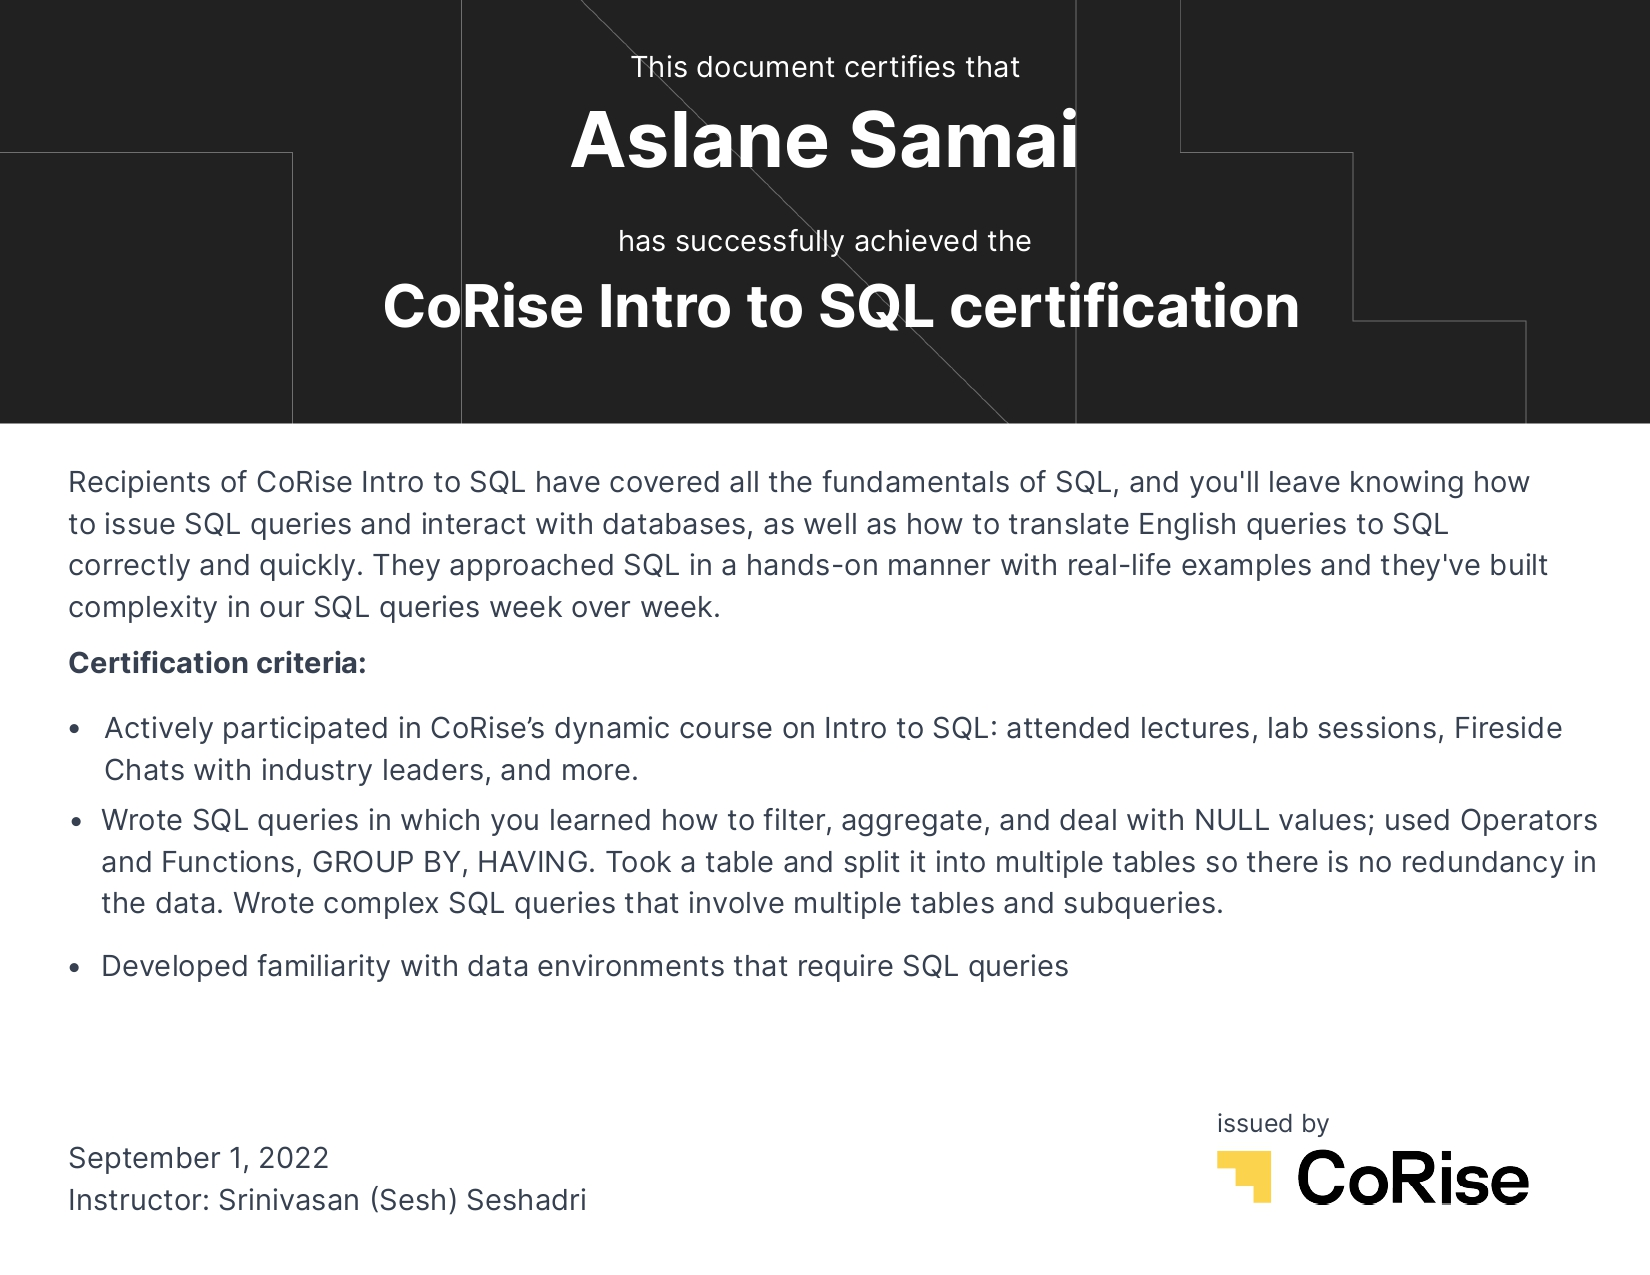 This document certifies that
Aslane Samai
has successfully achieved the
CoRise Intro to SQL certification
Recipients of CoRise Intro to SQL have covered all the fundamentals of SQL, and you'll leave knowing how
to issue SQL queries and interact with databases, as well as how to translate English queries to SQL
correctly and quickly. They approached SQL in a hands-on manner with real-life examples and they've built
complexity in our SQL queries week over week.
Certification criteria:
• Actively participated in CoRise’s dynamic course on Intro to SQL: attended lectures, lab sessions, Fireside
Chats with industry leaders, and more.
• Wrote SQL queries in which you learned how to filter, aggregate, and deal with NULL values; used Operators
and Functions, GROUP BY, HAVING. Took a table and split it into multiple tables so there is no redundancy in
the data. Wrote complex SQL queries that involve multiple tables and subqueries.
• Developed familiarity with data environments that require SQL queries
September 1, 2022
Instructor: Srinivasan (Sesh) Seshadri
issued by
CoRise